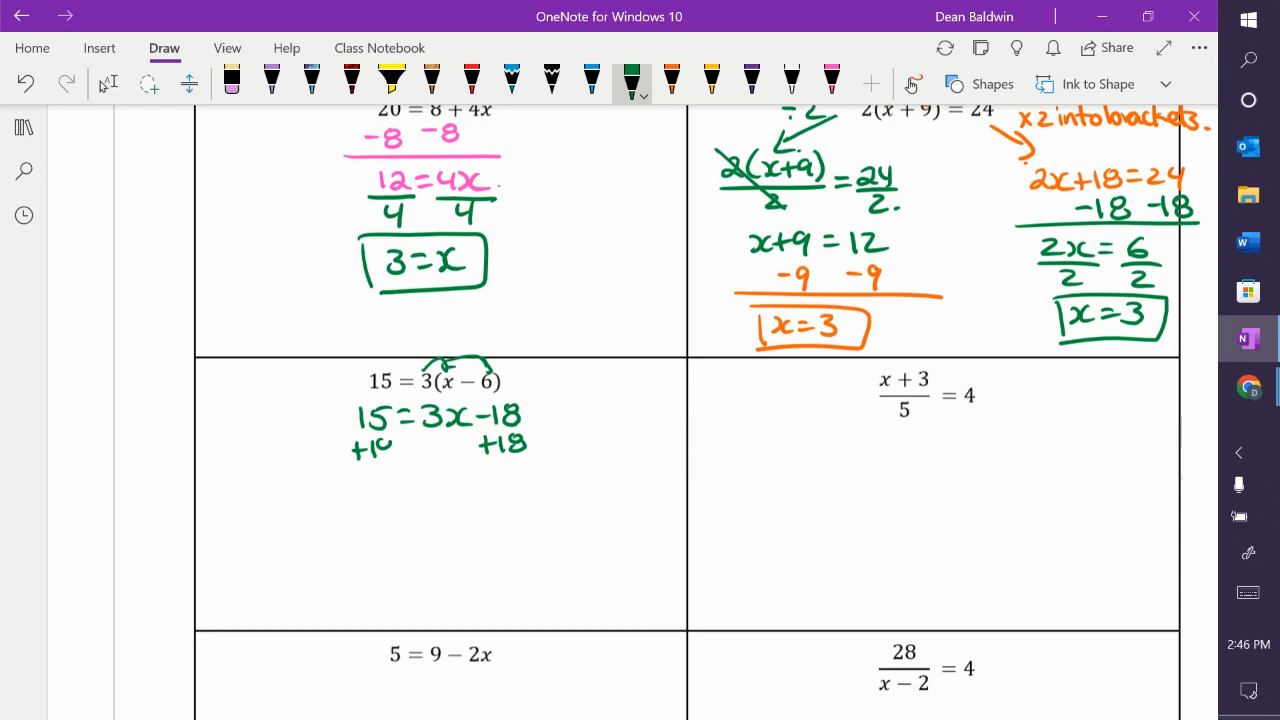 OneNote for Windows 10
Dean Baldwin
Home Insert Draw View Help Class Notebook
Share
Shapes
Ink to Shape
20 = 8 + 4x
-8 -8
12 = 4x
4 4
3 = x
÷2
2(x + 9) = 24
x2 into brackets.
2(x+9) = 24
2 2.
x+9 = 12
-9 -9
x = 3
2x+18 = 24
-18 -18
2x = 6
2 2
x = 3
15 = 3(x − 6)
15 = 3x -18
+18
x + 3
5
= 4
5 = 9 − 2x
28
x − 2
= 4
2:46 PM